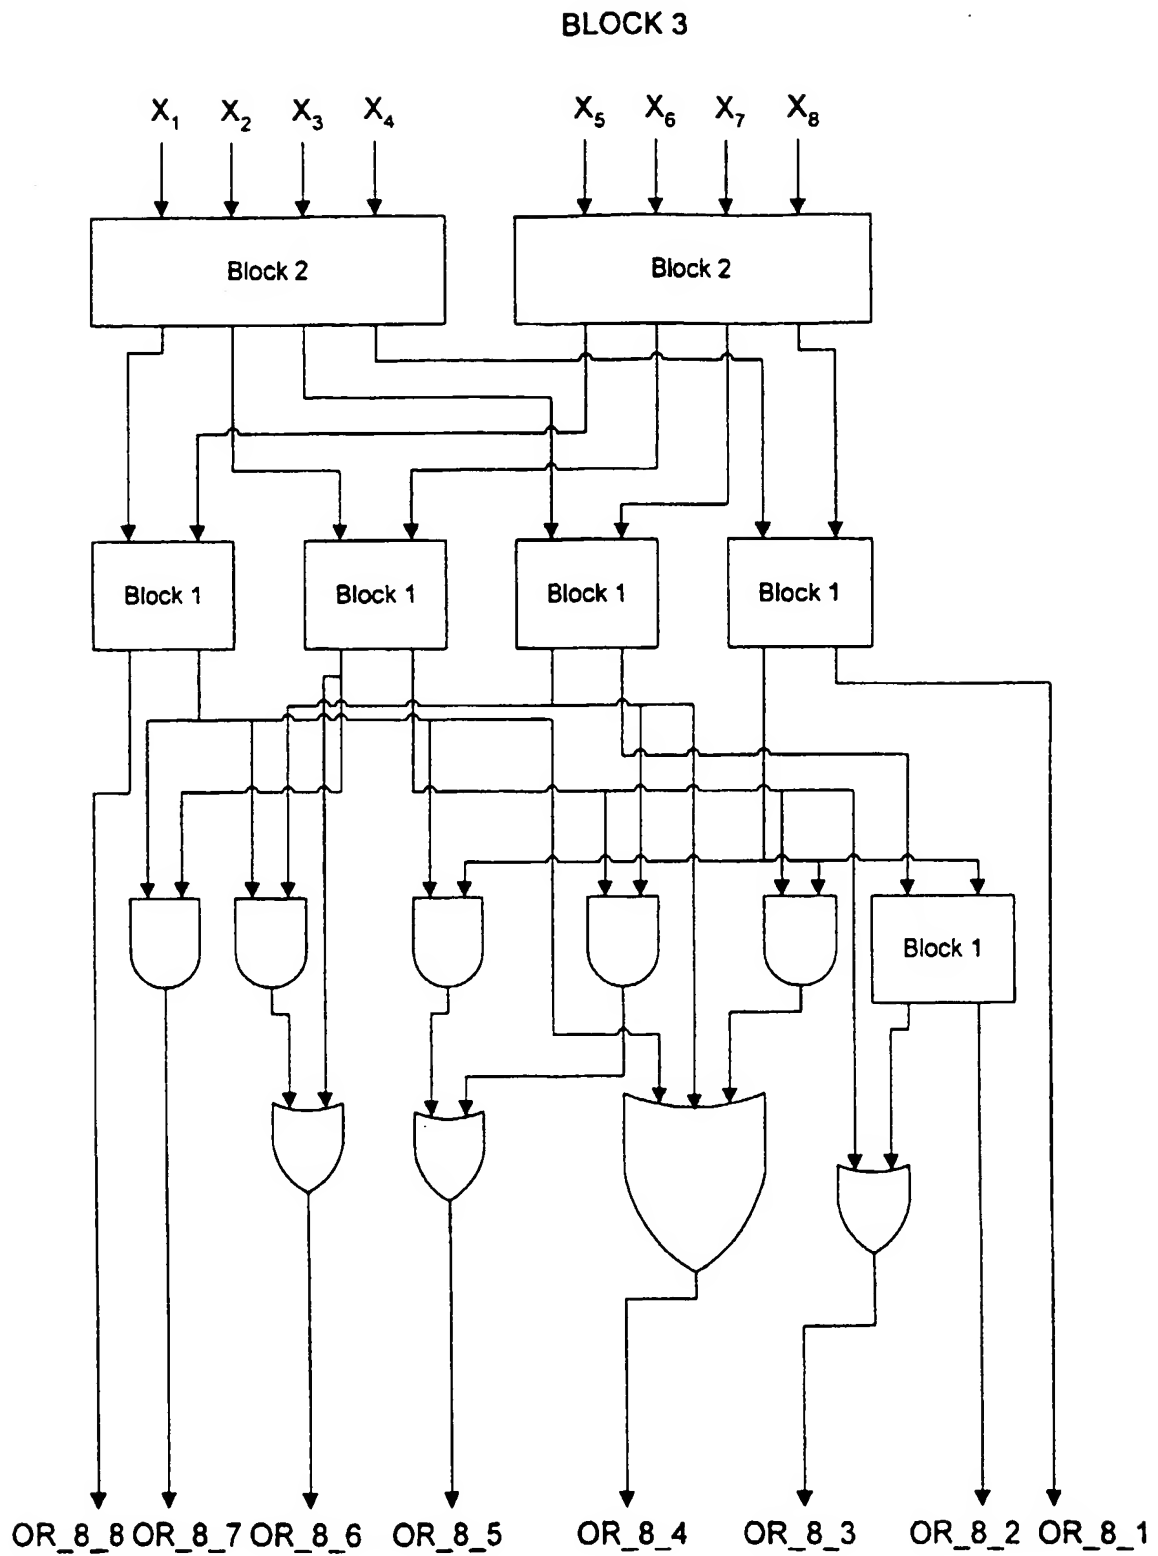 BLOCK 3
X₁ X₂ X₃ X₄ X₅ X₆ X₇ X₈
Block 2 Block 2
Block 1 Block 1 Block 1 Block 1
Block 1
OR_8_8 OR_8_7 OR_8_6 OR_8_5 OR_8_4 OR_8_3 OR_8_2 OR_8_1